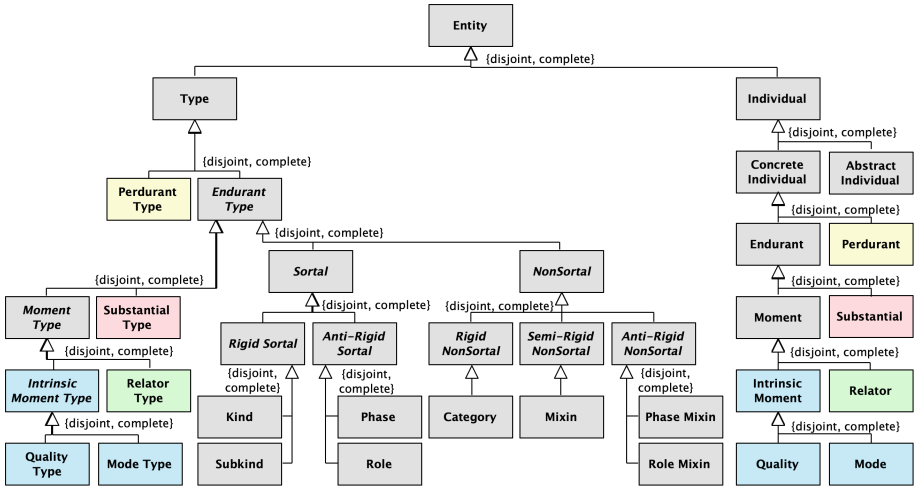 Entity
{disjoint, complete}
Type
Individual
{disjoint, complete}
{disjoint, complete}
Perdurant
Type
Endurant
Type
Concrete
Individual
Abstract
Individual
{disjoint, complete}
{disjoint, complete}
Sortal
NonSortal
Endurant
Perdurant
{disjoint, complete}
{disjoint, complete}
{disjoint, complete}
{disjoint, complete}
Moment
Type
Substantial
Type
Rigid Sortal
Anti-Rigid
Sortal
Rigid
NonSortal
Semi-Rigid
NonSortal
Anti-Rigid
NonSortal
Moment
Substantial
{disjoint, complete}
{disjoint,
complete}
{disjoint,
complete}
{disjoint,
complete}
{disjoint, complete}
Intrinsic
Moment Type
Relator
Type
Intrinsic
Moment
Relator
Kind
Phase
Category
Mixin
Phase Mixin
{disjoint, complete}
{disjoint, complete}
Quality
Type
Mode Type
Subkind
Role
Role Mixin
Quality
Mode